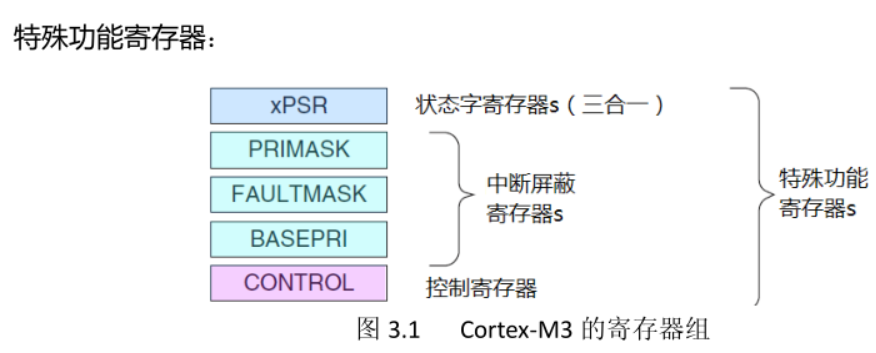 特殊功能寄存器：
xPSR 状态字寄存器s（三合一）
PRIMASK
FAULTMASK
BASEPRI
中断屏蔽
寄存器s
特殊功能
寄存器s
CONTROL 控制寄存器
图 3.1 Cortex-M3 的寄存器组